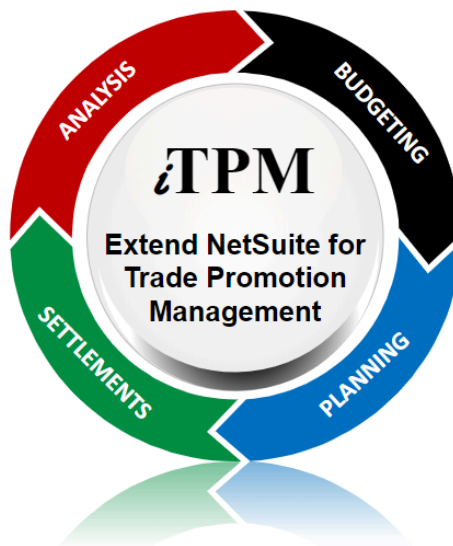 ANALYSIS
BUDGETING
iTPM
Extend NetSuite for
Trade Promotion
Management
SETTLEMENTS
PLANNING